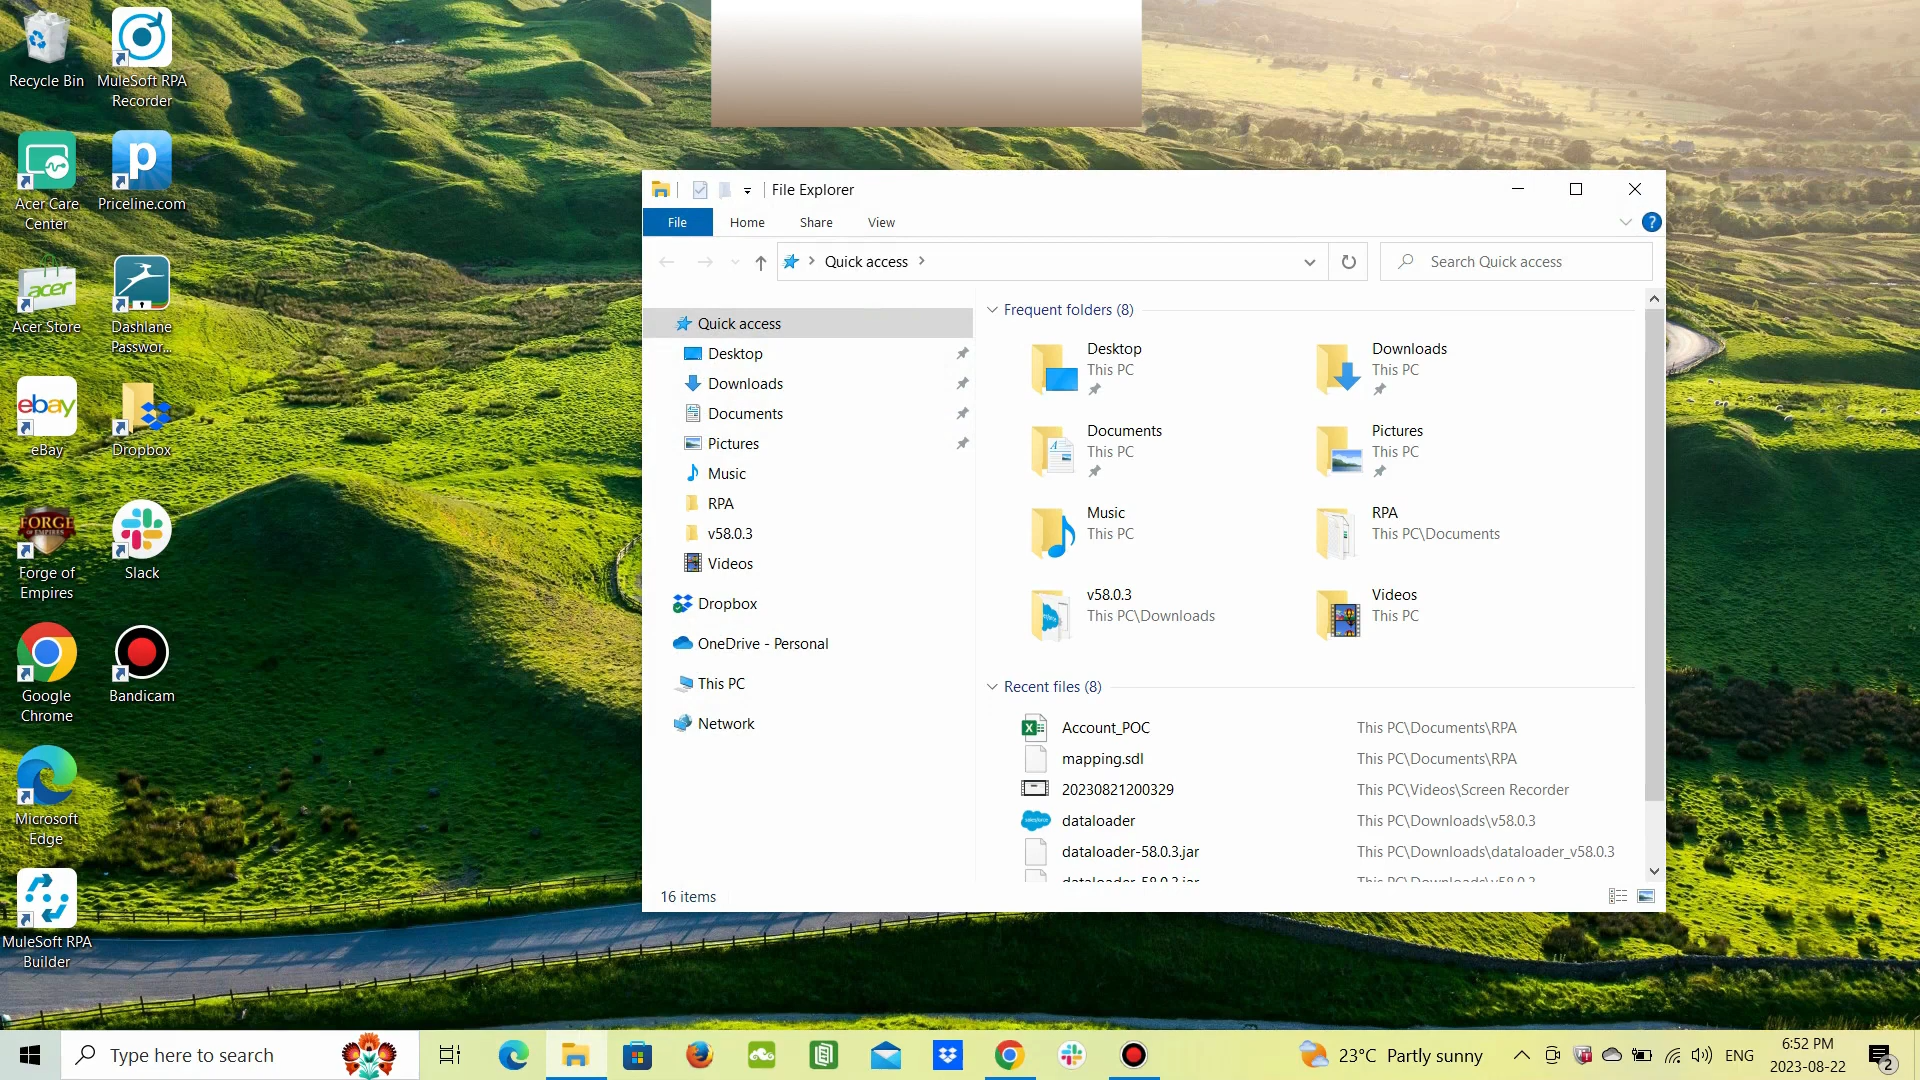 Recycle Bin
MuleSoft RPA
Recorder
Acer Care
Center
Priceline.com
acer
Acer Store
Dashlane
Passwor...
ebay
eBay
Dropbox
FORGE
OF EMPIRES
Forge of
Empires
Slack
Google
Chrome
Bandicam
Microsoft
Edge
MuleSoft RPA
Builder
File Explorer
File
Home
Share
View
?
Quick access
Search Quick access
Quick access
Desktop
Downloads
Documents
Pictures
Music
RPA
v58.0.3
Videos
Dropbox
OneDrive - Personal
This PC
Network
Frequent folders (8)
Desktop
This PC
Downloads
This PC
Documents
This PC
Pictures
This PC
Music
This PC
RPA
This PC\Documents
v58.0.3
This PC\Downloads
Videos
This PC
Recent files (8)
Account_POC This PC\Documents\RPA
mapping.sdl This PC\Documents\RPA
20230821200329 This PC\Videos\Screen Recorder
dataloader This PC\Downloads\v58.0.3
dataloader-58.0.3.jar This PC\Downloads\dataloader_v58.0.3
dataloader-58.0.3.jar This PC\Downloads\v58.0.3
16 items
Type here to search
23°C Partly sunny
ENG
6:52 PM
2023-08-22
2